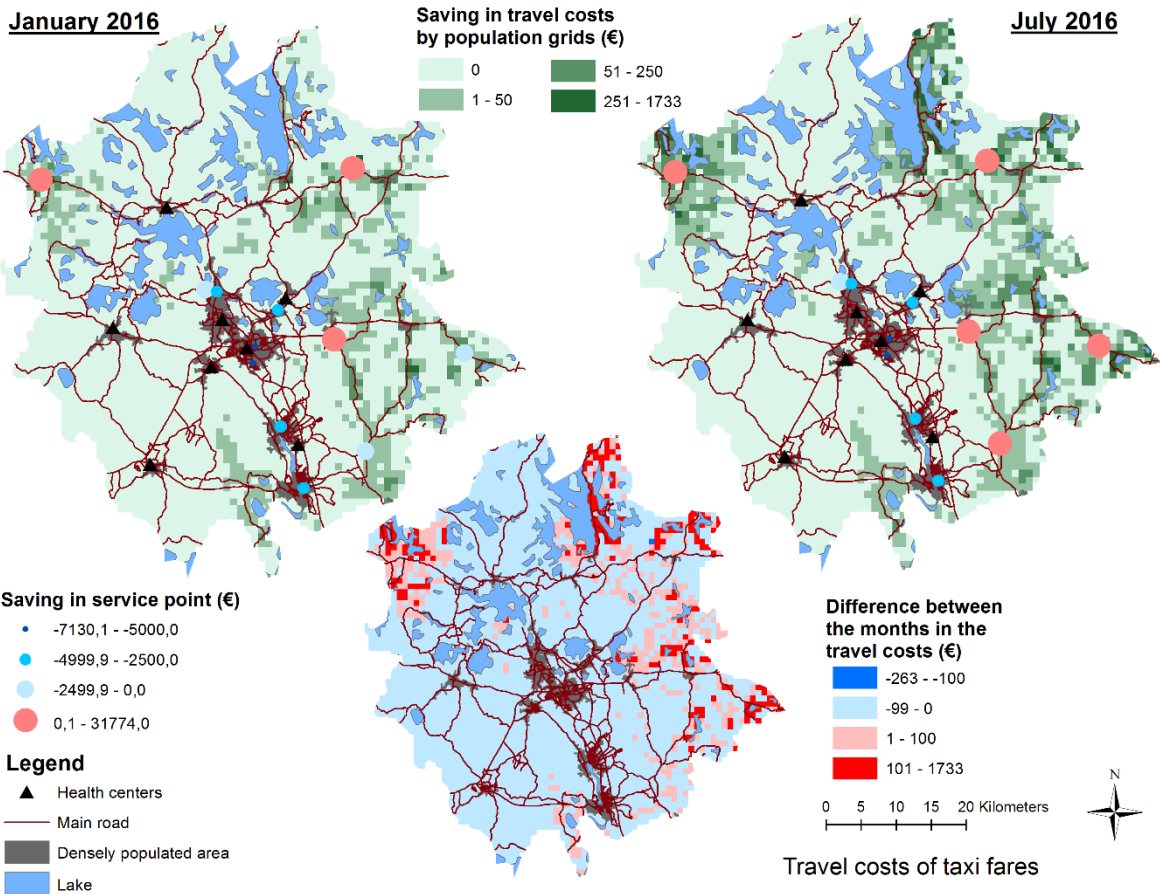 January 2016
Saving in travel costs
by population grids (€)
0
51 - 250
1 - 50
251 - 1733
July 2016
Saving in service point (€)
-7130,1 - -5000,0
-4999,9 - -2500,0
-2499,9 - 0,0
0,1 - 31774,0
Legend
Health centers
Main road
Densely populated area
Lake
Difference between
the months in the
travel costs (€)
-263 - -100
-99 - 0
1 - 100
101 - 1733
0 5 10 15 20 Kilometers
N
Travel costs of taxi fares